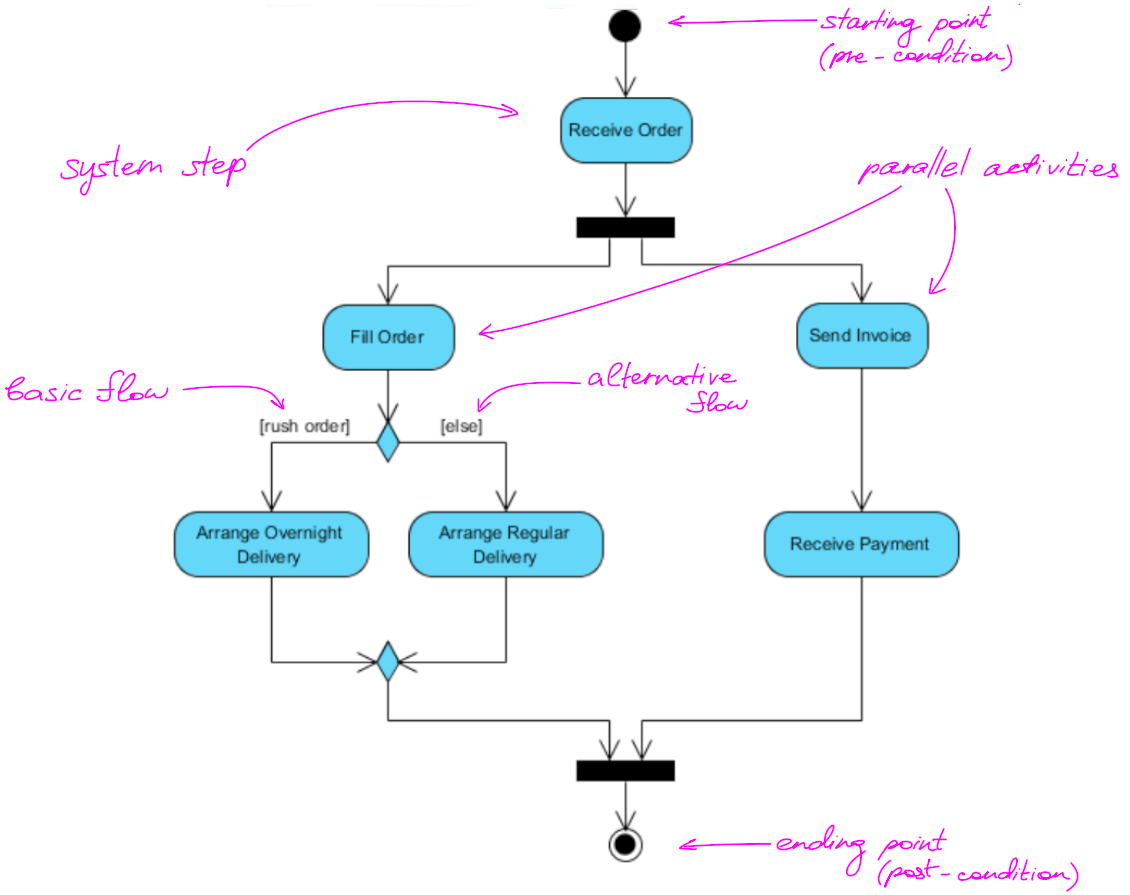 starting point
(pre-condition)
Receive Order
system step
parallel activities
Fill Order
Send Invoice
basic flow
alternative
flow
[rush order]
[else]
Arrange Overnight
Delivery
Arrange Regular
Delivery
Receive Payment
ending point
(post-condition)